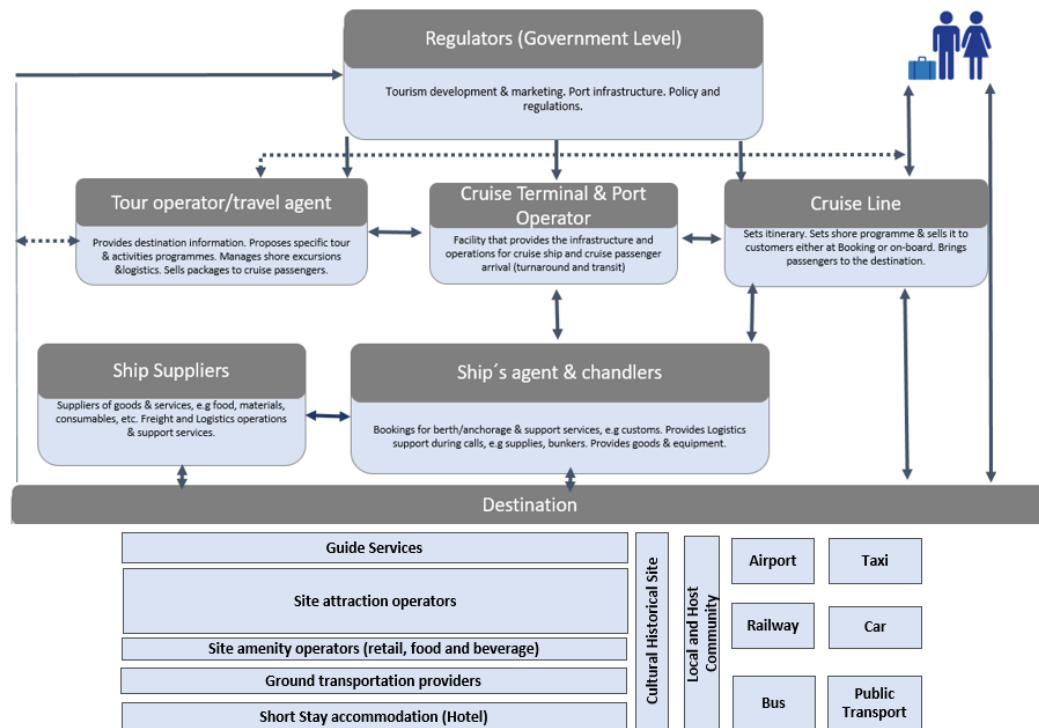 Regulators (Government Level)
Tourism development & marketing. Port infrastructure. Policy and
regulations.
Tour operator/travel agent
Provides destination information. Proposes specific tour
& activities programmes. Manages shore excursions
&logistics. Sells packages to cruise passengers.
Cruise Terminal & Port
Operator
Facility that provides the infrastructure and
operations for cruise ship and cruise passenger
arrival (turnaround and transit)
Cruise Line
Sets itinerary. Sets shore programme & sells it to
customers either at Booking or on-board. Brings
passengers to the destination.
Ship Suppliers
Suppliers of goods & services, e.g food, materials,
consumables, etc. Freight and Logistics operations
& support services.
Ship´s agent & chandlers
Bookings for berth/anchorage & support services, e.g customs. Provides Logistics
support during calls, e.g supplies, bunkers. Provides goods & equipment.
Destination
Guide Services
Site attraction operators
Site amenity operators (retail, food and beverage)
Ground transportation providers
Short Stay accommodation (Hotel)
Cultural Historical Site
Local and Host
Community
Airport
Taxi
Railway
Car
Bus
Public
Transport